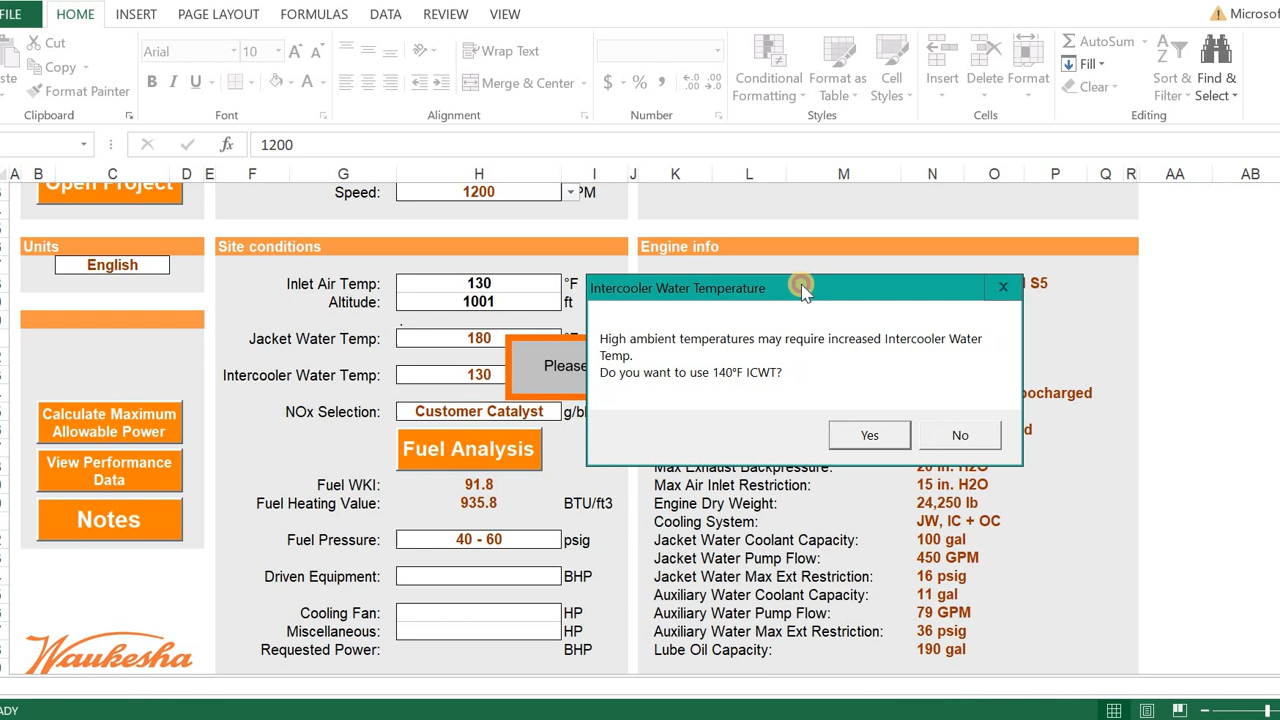 FILE HOME INSERT PAGE LAYOUT FORMULAS DATA REVIEW VIEW
Cut
Copy
Format Painter
Clipboard
Arial 10
B I U
Font
Wrap Text
Merge & Center
Alignment
$ % ,
Number
Formatting
Format as
Table
Cell
Styles
Styles
Insert Delete Format
Cells
AutoSum
Fill
Clear
Sort &
Filter
Find &
Select
Editing
fx 1200
A B C D E F G H I J K L M N O P Q R AA AB
Open Project
Speed: 1200
Units
English
Calculate Maximum
Allowable Power
View Performance
Data
Notes
Waukesha
Site conditions
Inlet Air Temp: 130 °F
Altitude: 1001 ft
Jacket Water Temp: 180
Intercooler Water Temp: 130
Please
NOx Selection: Customer Catalyst
Fuel Analysis
Fuel WKI: 91.8
Fuel Heating Value: 935.8 BTU/ft3
Fuel Pressure: 40 - 60 psig
Driven Equipment: BHP
Cooling Fan: HP
Miscellaneous: HP
Requested Power: BHP
Engine info
S5
Intercooler Water Temperature
High ambient temperatures may require increased Intercooler Water
Temp.
Do you want to use 140°F ICWT?
Yes No
Max Exhaust Backpressure: 20 in. H2O
Max Air Inlet Restriction: 15 in. H2O
Engine Dry Weight: 24,250 lb
Cooling System: JW, IC + OC
Jacket Water Coolant Capacity: 100 gal
Jacket Water Pump Flow: 450 GPM
Jacket Water Max Ext Restriction: 16 psig
Auxiliary Water Coolant Capacity: 11 gal
Auxiliary Water Pump Flow: 79 GPM
Auxiliary Water Max Ext Restriction: 36 psig
Lube Oil Capacity: 190 gal